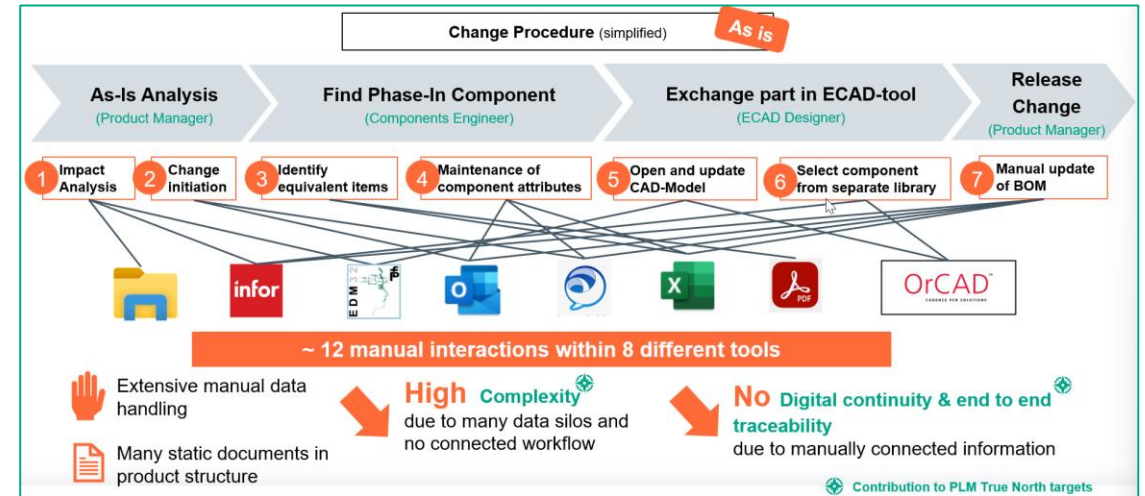 Change Procedure (simplified)
As is
As-Is Analysis
(Product Manager)
Find Phase-In Component
(Components Engineer)
Exchange part in ECAD-tool
(ECAD Designer)
Release
Change
(Product Manager)
1
Impact
Analysis
2
Change
initiation
3
Identify
equivalent items
4
Maintenance of
component attributes
5
Open and update
CAD-Model
6
Select component
from separate library
7
Manual update
of BOM
infor
EDM32
O
X
PDF
OrCAD™
CADENCE PCB SOLUTIONS
~ 12 manual interactions within 8 different tools
Extensive manual data
handling
Many static documents in
product structure
High Complexity
due to many data silos and
no connected workflow
No Digital continuity & end to end
traceability
due to manually connected information
Contribution to PLM True North targets